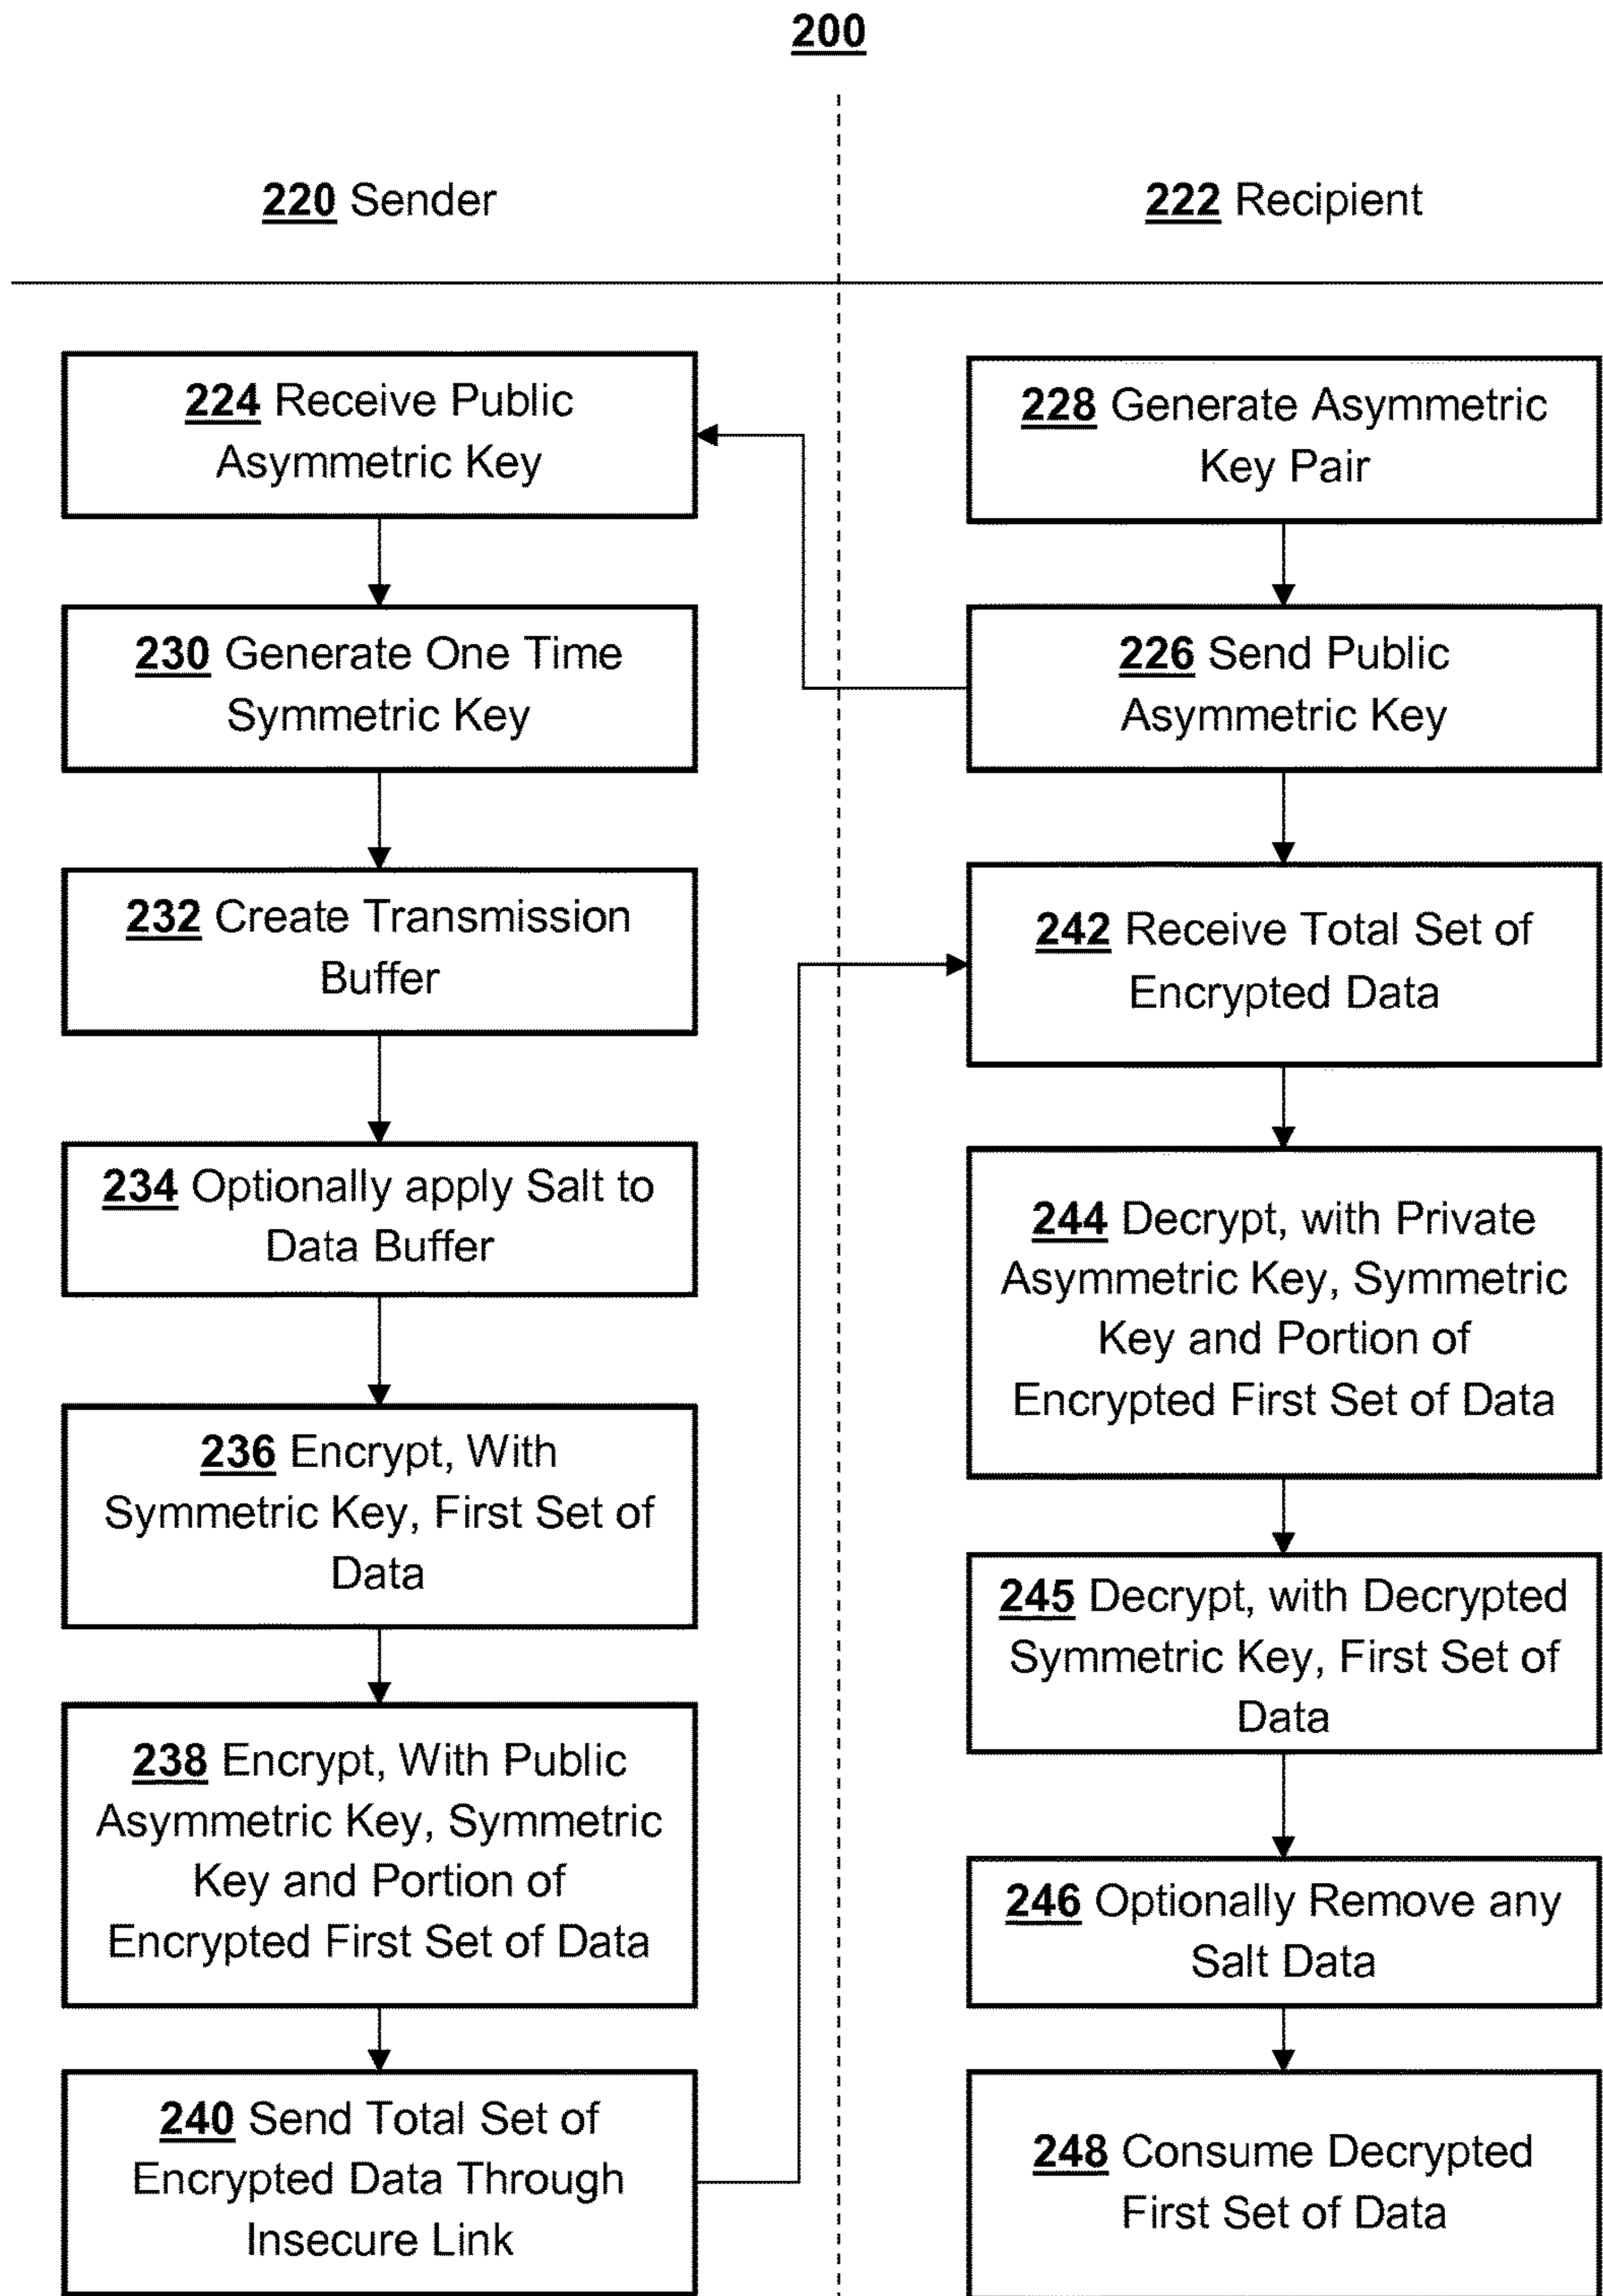 200
220 Sender
222 Recipient
224 Receive Public
Asymmetric Key
230 Generate One Time
Symmetric Key
232 Create Transmission
Buffer
234 Optionally apply Salt to
Data Buffer
236 Encrypt, With
Symmetric Key, First Set of
Data
238 Encrypt, With Public
Asymmetric Key, Symmetric
Key and Portion of
Encrypted First Set of Data
240 Send Total Set of
Encrypted Data Through
Insecure Link
228 Generate Asymmetric
Key Pair
226 Send Public
Asymmetric Key
242 Receive Total Set of
Encrypted Data
244 Decrypt, with Private
Asymmetric Key, Symmetric
Key and Portion of
Encrypted First Set of Data
245 Decrypt, with Decrypted
Symmetric Key, First Set of
Data
246 Optionally Remove any
Salt Data
248 Consume Decrypted
First Set of Data